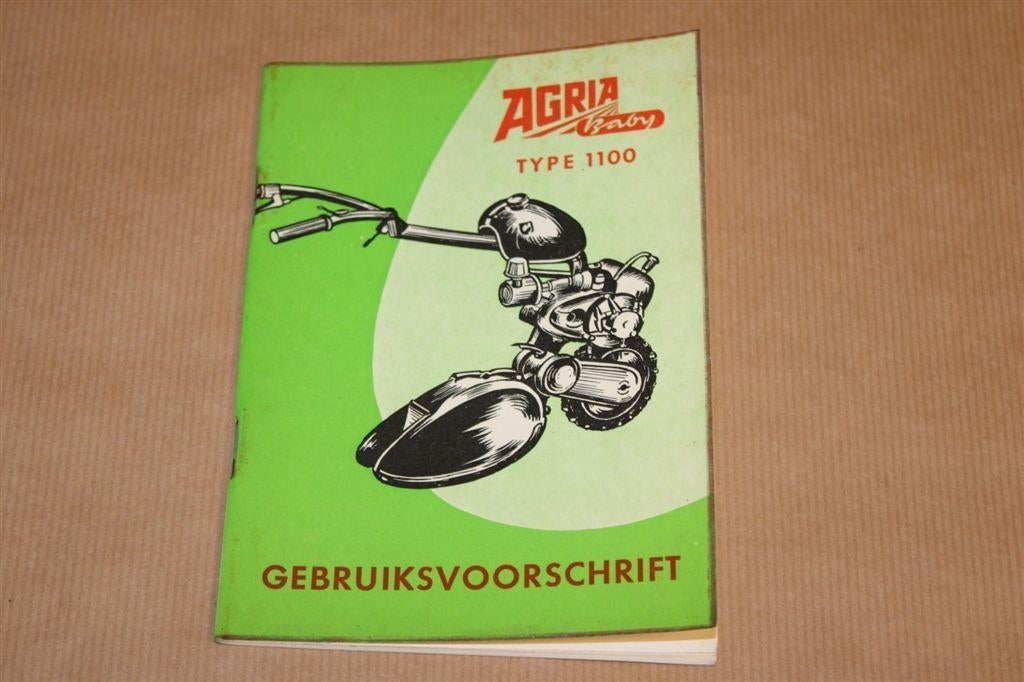 AGRIA
Baby
TYPE 1100
GEBRUIKSVOORSCHRIFT